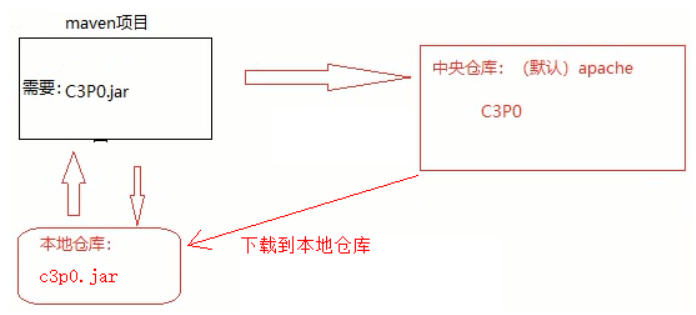 maven项目
需要：C3P0.jar
中央仓库：（默认）apache
C3P0
本地仓库：
c3p0.jar
下载到本地仓库